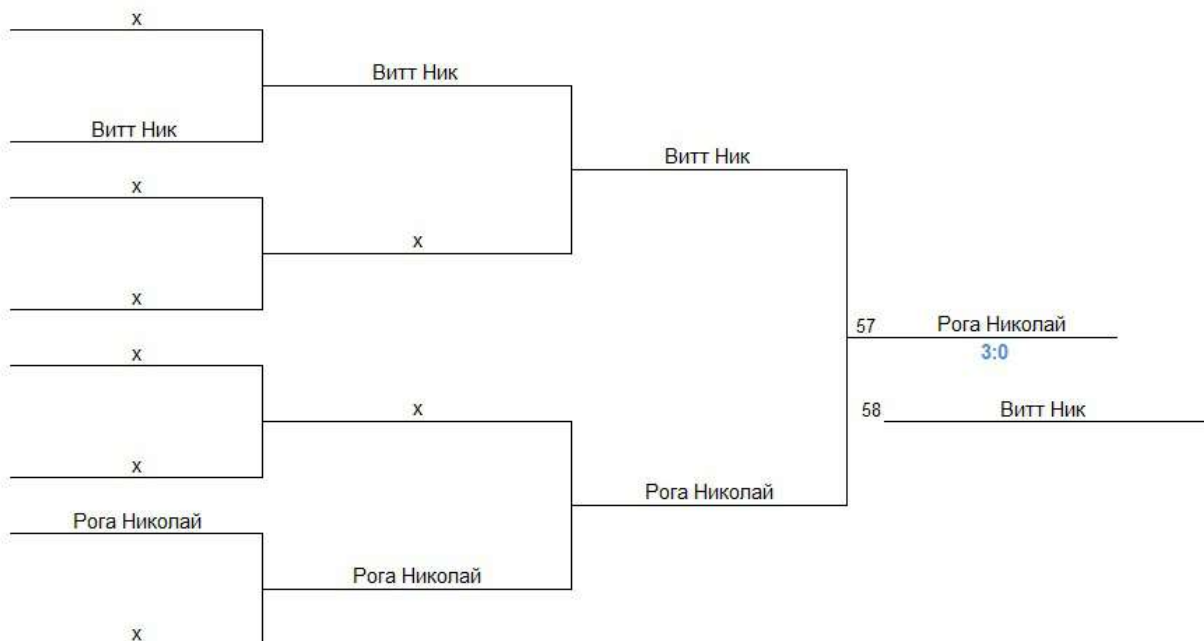 х
Витт Ник
Витт Ник
х
Витт Ник
х
х
57 Рога Николай
3:0
58 Витт Ник
х
х
х
Рога Николай
Рога Николай
Рога Николай
х